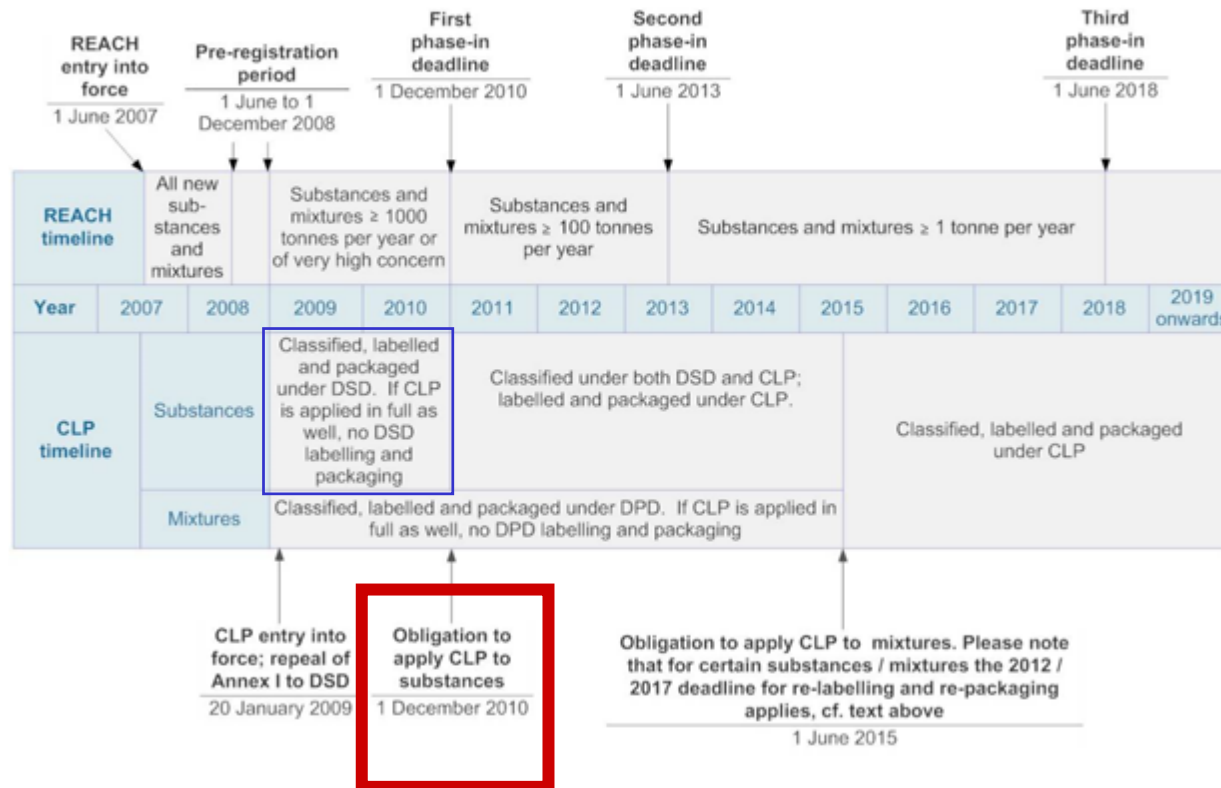 REACH
entry into
force
1 June 2007
Pre-registration
period
1 June to 1
December 2008
First
phase-in
deadline
1 December 2010
Second
phase-in
deadline
1 June 2013
Third
phase-in
deadline
1 June 2018
REACH
timeline
All new
sub-
stances
and
mixtures
Substances and
mixtures ≥ 1000
tonnes per year or
of very high concern
Substances and
mixtures ≥ 100 tonnes
per year
Substances and mixtures ≥ 1 tonne per year
Year
2007
2008
2009
2010
2011
2012
2013
2014
2015
2016
2017
2018
2019
onwards
CLP
timeline
Substances
Classified, labelled
and packaged
under DSD. If CLP
is applied in full as
well, no DSD
labelling and
packaging
Classified under both DSD and CLP;
labelled and packaged under CLP.
Classified, labelled and packaged
under CLP
Mixtures
Classified, labelled and packaged under DPD. If CLP is applied in
full as well, no DPD labelling and packaging
CLP entry into
force; repeal of
Annex I to DSD
20 January 2009
Obligation to
apply CLP to
substances
1 December 2010
Obligation to apply CLP to mixtures. Please note
that for certain substances / mixtures the 2012 /
2017 deadline for re-labelling and re-packaging
applies, cf. text above
1 June 2015